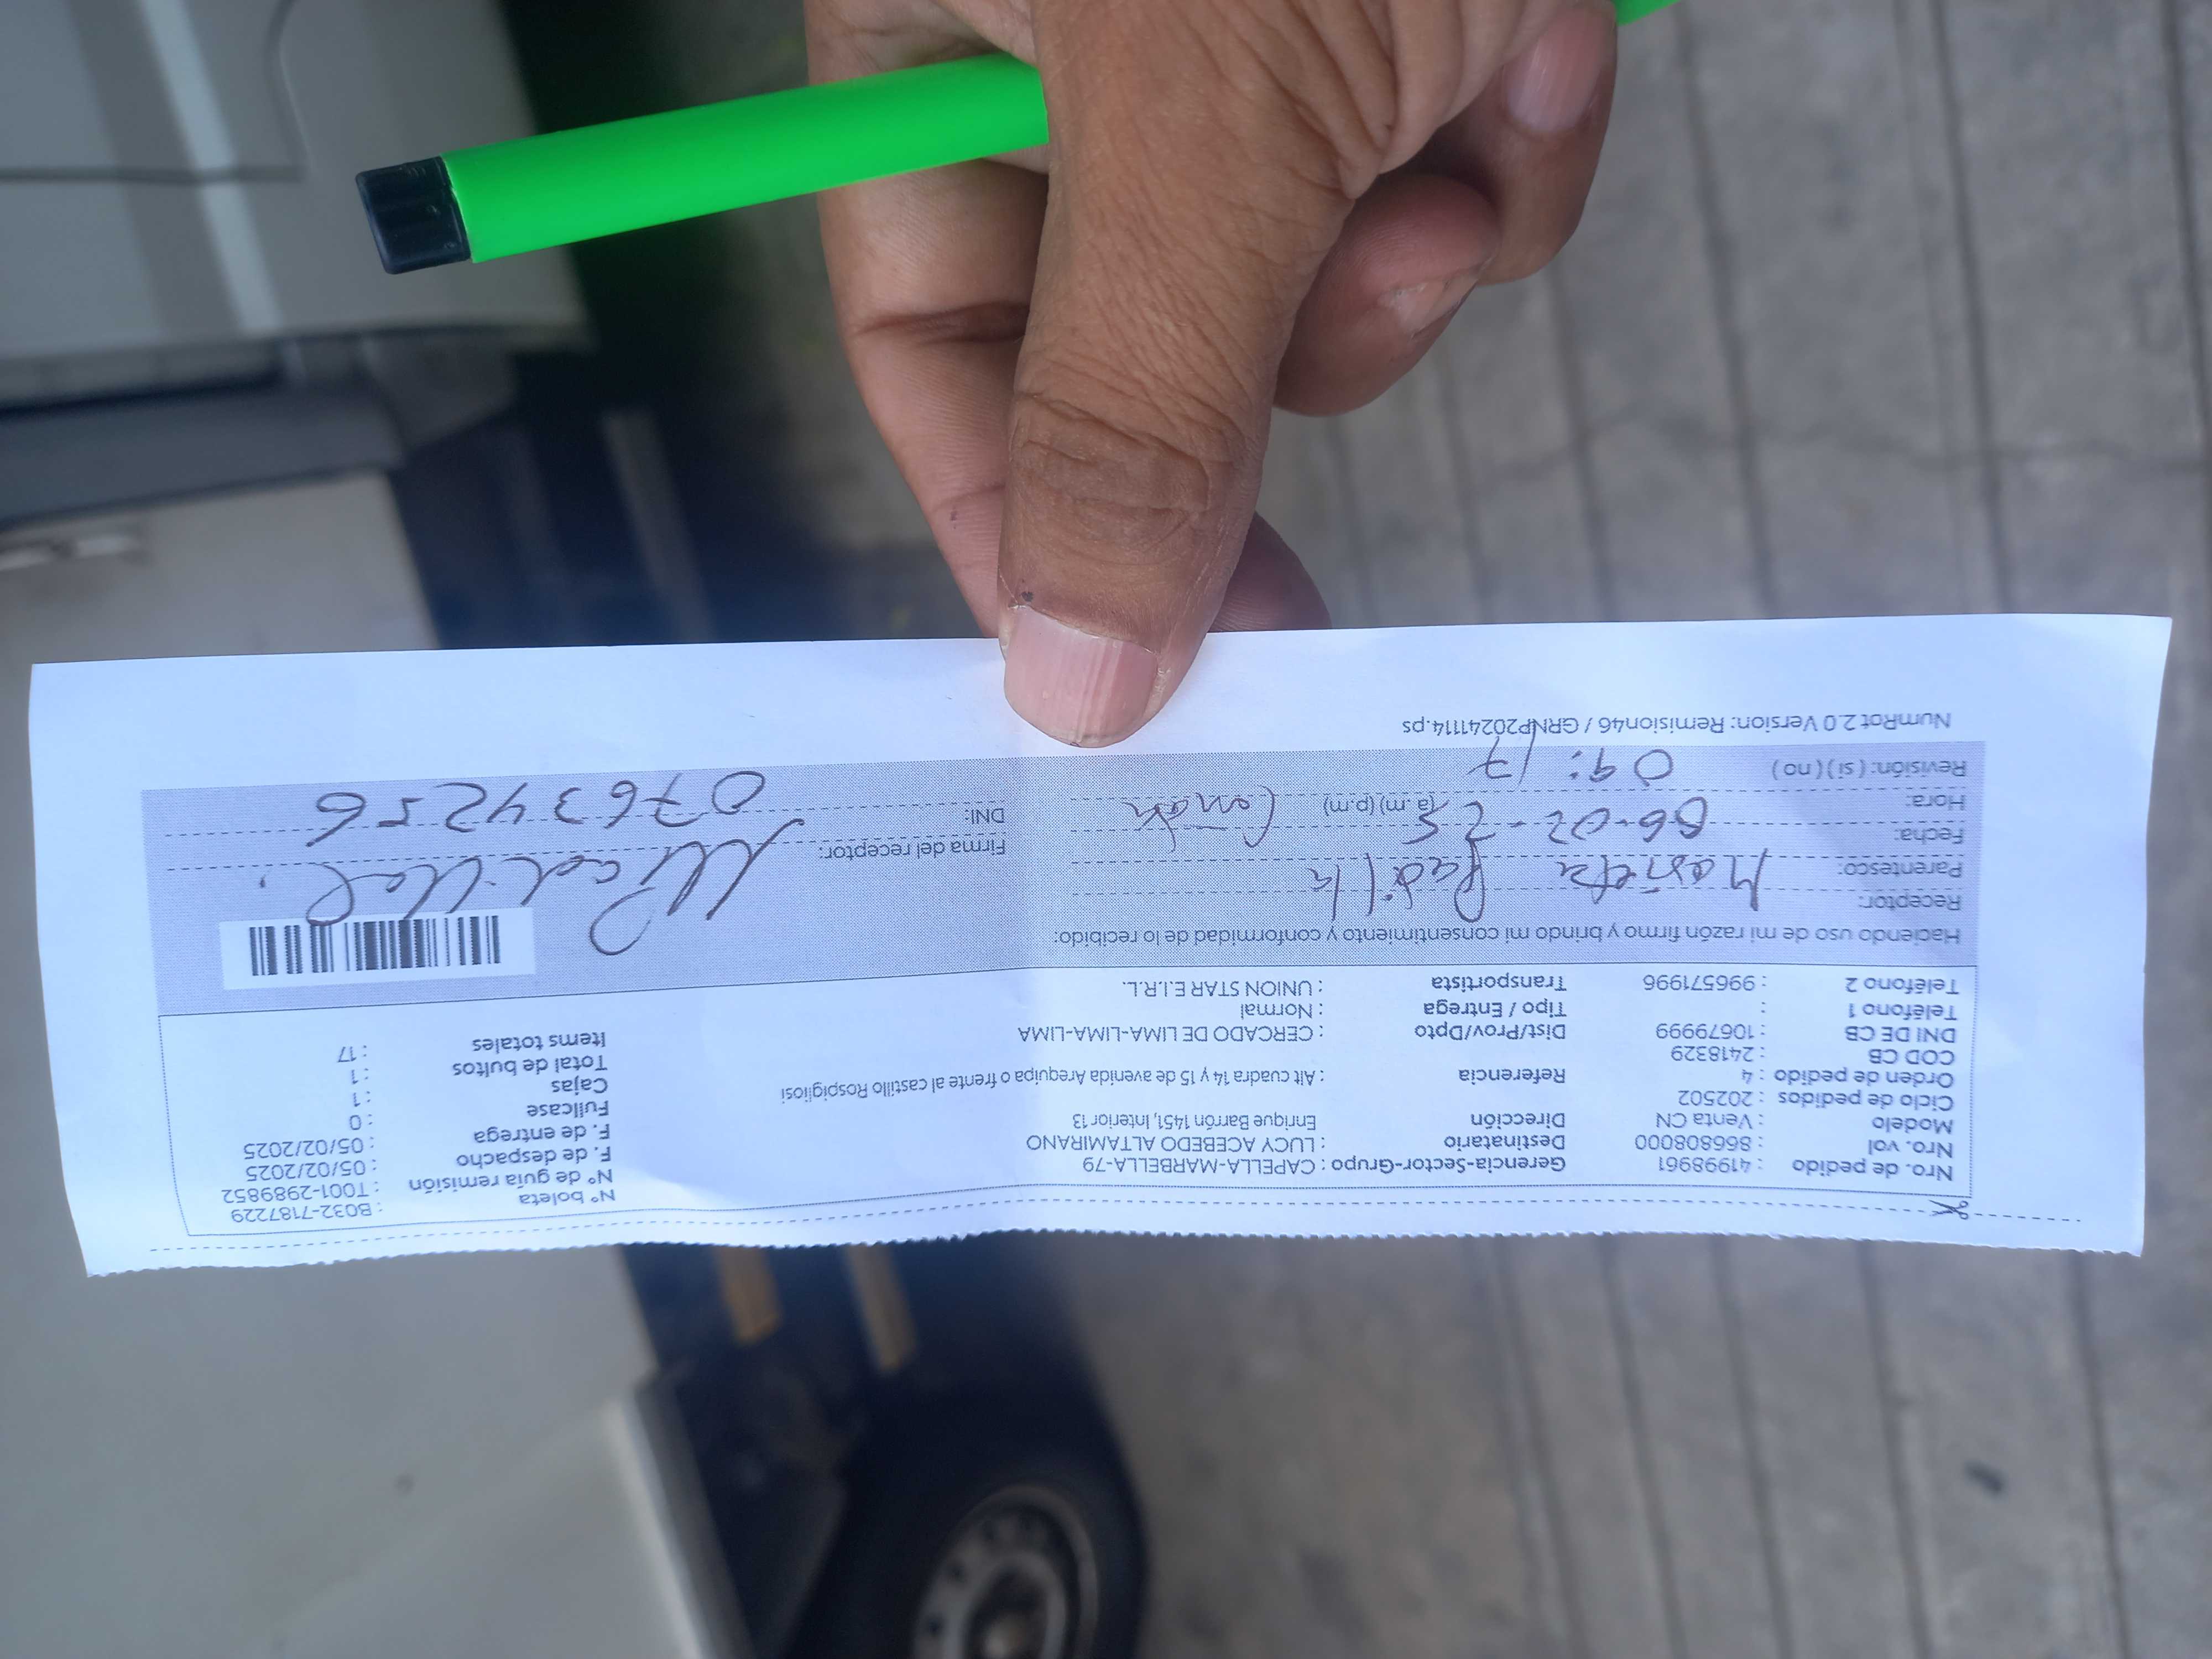 Nro. de pedido : 41998961 Gerencia-Sector-Grupo : CAPELLA-MARBELLA-79 N° boleta : B032-7187229
Nro. vol : 866808000 Destinatario : LUCY ACEBEDO ALTAMIRANO N° de guía remisión : T001-2989852
Modelo : Venta CN Dirección Enrique Barrón 1451, Interior 13 F. de despacho : 05/02/2025
Ciclo de pedidos : 202502 F. de entrega : 05/02/2025
Orden de pedido : 4 Referencia : Alt cuadra 14 y 15 de avenida Arequipa o frente al castillo Rospigliosi Fullcase : 0
COD CB : 2418329 Cajas : 1
DNI DE CB : 10679999 Dist/Prov/Dpto : CERCADO DE LIMA-LIMA-LIMA Total de bultos : 1
Teléfono 1 : Tipo / Entrega : Normal Items totales : 17
Teléfono 2 : 996571996 Transportista : UNION STAR E.I.R.L.
Haciendo uso de mi razón firmo y brindo mi consentimiento y conformidad de lo recibido:
Receptor:
Parentesco: Padilla Firma del receptor:
Fecha: 06-02-25
Hora: (a.m) (p.m) DNI: 07634256
Revisión: ( si ) ( no ) 09:17
NumRot 2.0 Version: Remision46 / GRNP20241114.ps